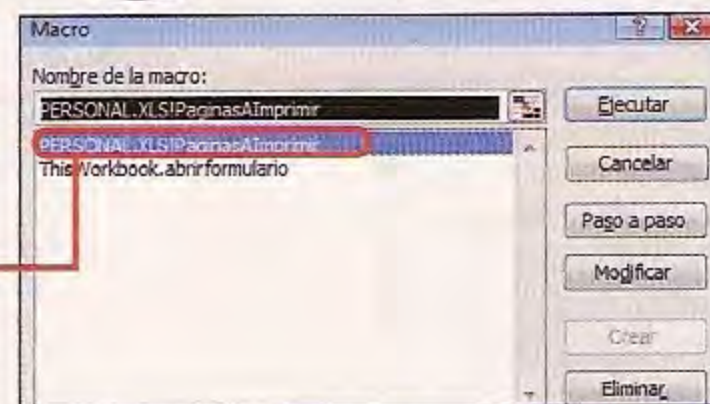 Macro
Nombre de la macro:
PERSONAL.XLS!PaginasAImprimir
Ejecutar
PERSONAL.XLS!PaginasAImprimir
ThisWorkbook.abrirformulario
Cancelar
Paso a paso
Modificar
Crear
Eliminar